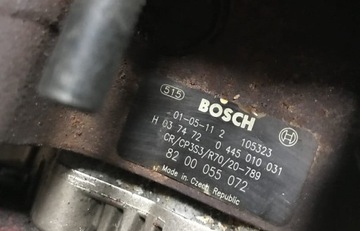 515
BOSCH
01-05-11 2 105323
H 03 74 72 0 445 010 031
CR/CP3S3/R70/20-789
82 00 055 072
Made in Czech Republic